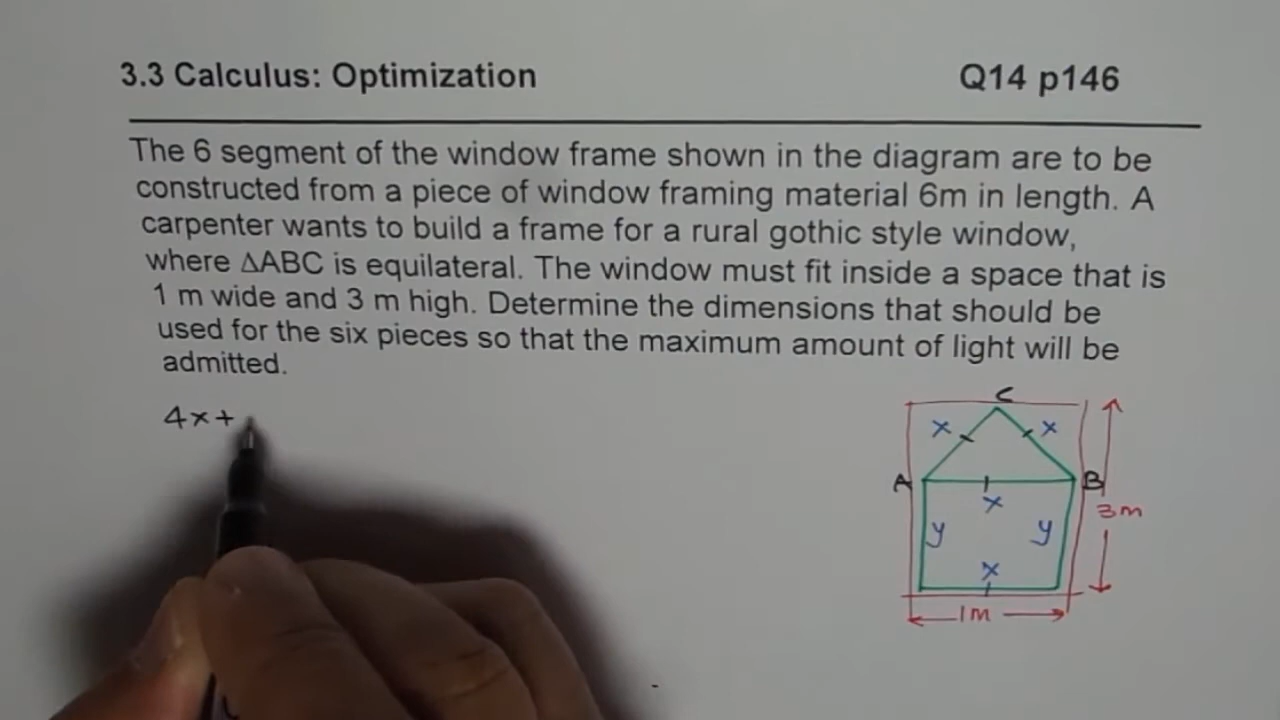 3.3 Calculus: Optimization Q14 p146
The 6 segment of the window frame shown in the diagram are to be
constructed from a piece of window framing material 6m in length. A
carpenter wants to build a frame for a rural gothic style window,
where ΔABC is equilateral. The window must fit inside a space that is
1 m wide and 3 m high. Determine the dimensions that should be
used for the six pieces so that the maximum amount of light will be
admitted.
4x+
C
x x
A B
x
3m
y y
x
1m